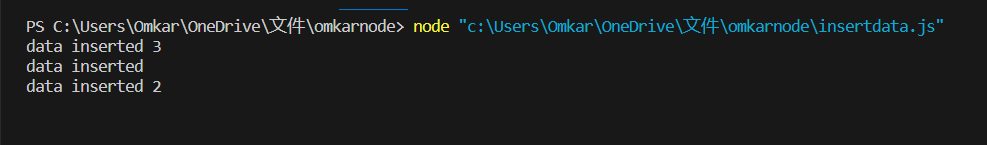 PS C:\Users\Omkar\OneDrive\文件\omkarnode> node "c:\Users\Omkar\OneDrive\文件\omkarnode\insertdata.js"
data inserted 3
data inserted
data inserted 2